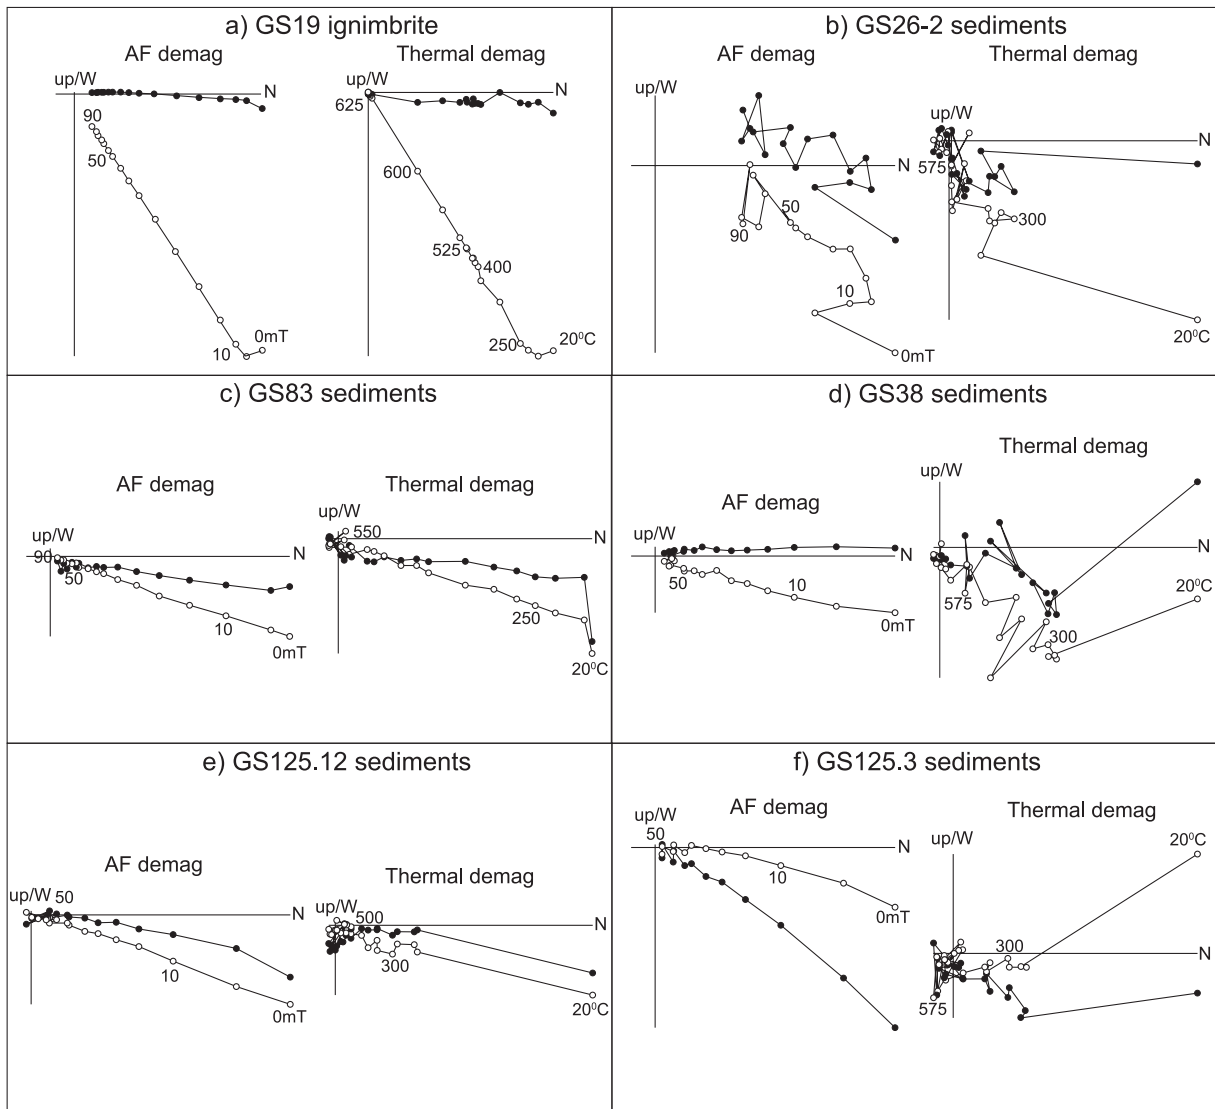 a) GS19 ignimbrite
AF demag
Thermal demag
up/W
N
90
50
10
0mT
up/W
N
625
600
525
400
250
20⁰C
b) GS26-2 sediments
AF demag
Thermal demag
up/W
N
50
90
10
0mT
up/W
N
575
300
20⁰C
c) GS83 sediments
AF demag
Thermal demag
up/W
N
90
50
10
0mT
up/W
N
550
250
20⁰C
d) GS38 sediments
AF demag
Thermal demag
up/W
N
50
10
0mT
up/W
N
575
300
20⁰C
e) GS125.12 sediments
AF demag
Thermal demag
up/W
50
N
10
0mT
up/W
500
N
300
20⁰C
f) GS125.3 sediments
AF demag
Thermal demag
up/W
50
N
10
0mT
up/W
20⁰C
300
N
575